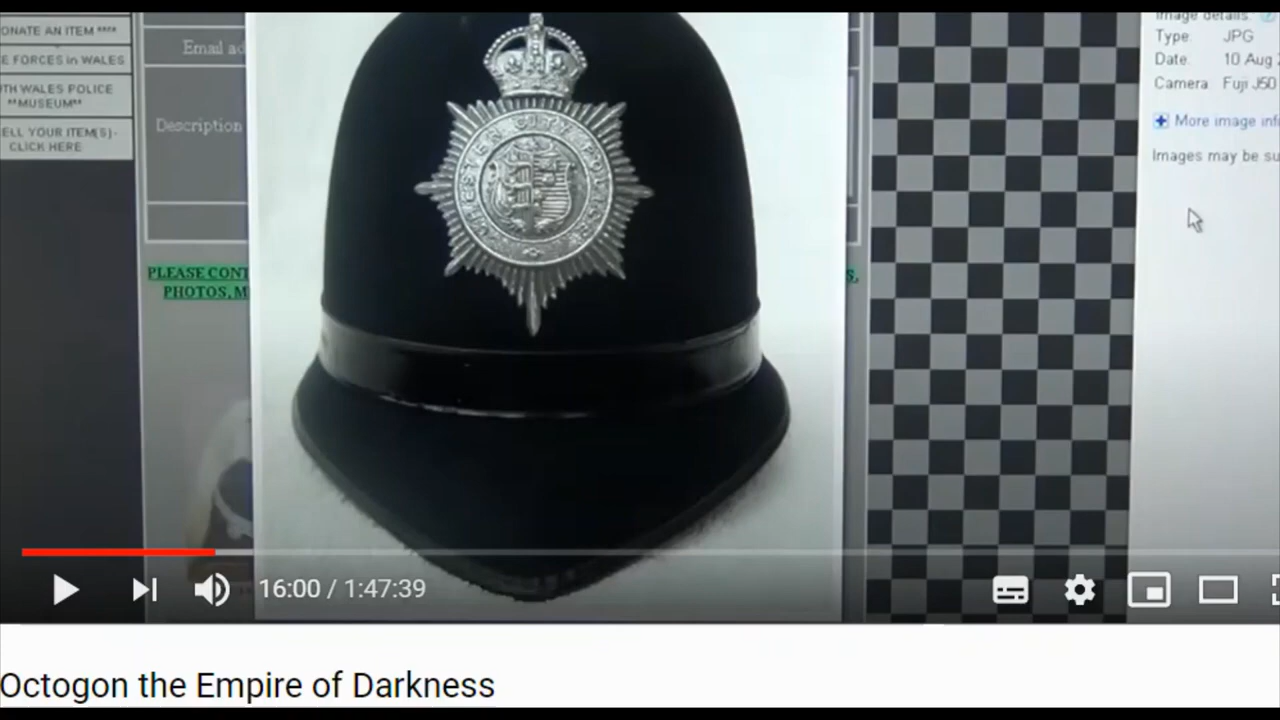 ONATE AN ITEM ****
E FORCES in WALES
TH WALES POLICE
**MUSEUM**
ELL YOUR ITEM(S)-
CLICK HERE
Email ad
Description
PLEASE CONT
PHOTOS, M
S,
CITY POLICE
Image details:
Type: JPG
Date: 10 Aug
Camera Fuji J50
More image inf
Images may be su
16:00 / 1:47:39
Octogon the Empire of Darkness